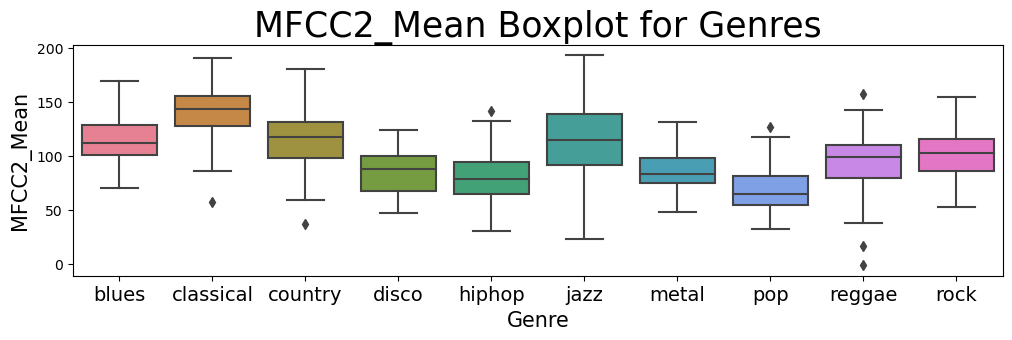 MFCC2_Mean Boxplot for Genres
MFCC2_Mean
200
150
100
50
0
blues classical country disco hiphop jazz metal pop reggae rock
Genre